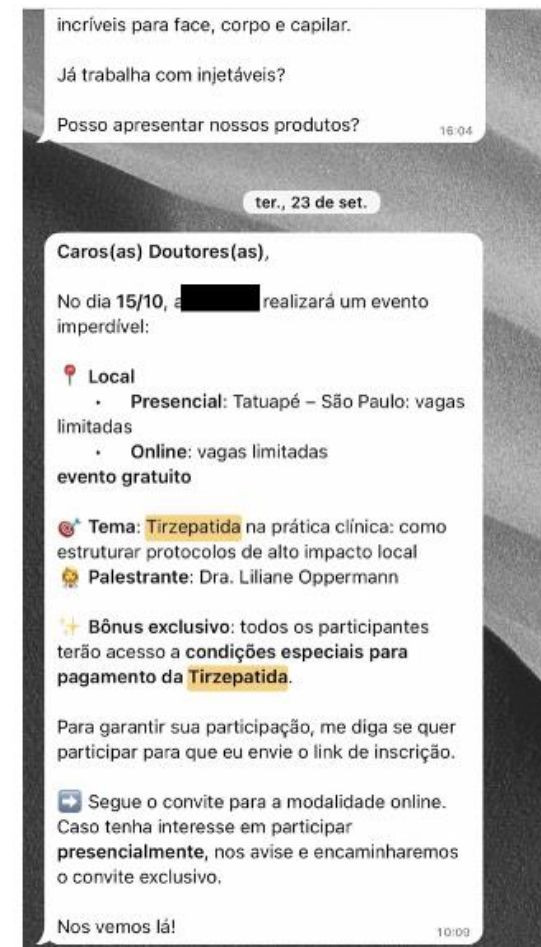 incríveis para face, corpo e capilar.
Já trabalha com injetáveis?
Posso apresentar nossos produtos?
16:04
ter., 23 de set.
Caros(as) Doutores(as),
No dia 15/10, a realizará um evento
imperdível:
📍 Local
• Presencial: Tatuapé – São Paulo: vagas
limitadas
• Online: vagas limitadas
evento gratuito
🎯 Tema: Tirzepatida na prática clínica: como
estruturar protocolos de alto impacto local
👩‍⚕️ Palestrante: Dra. Liliane Oppermann
✨ Bônus exclusivo: todos os participantes
terão acesso a condições especiais para
pagamento da Tirzepatida.
Para garantir sua participação, me diga se quer
participar para que eu envie o link de inscrição.
➡️ Segue o convite para a modalidade online.
Caso tenha interesse em participar
presencialmente, nos avise e encaminharemos
o convite exclusivo.
Nos vemos lá!
10:09